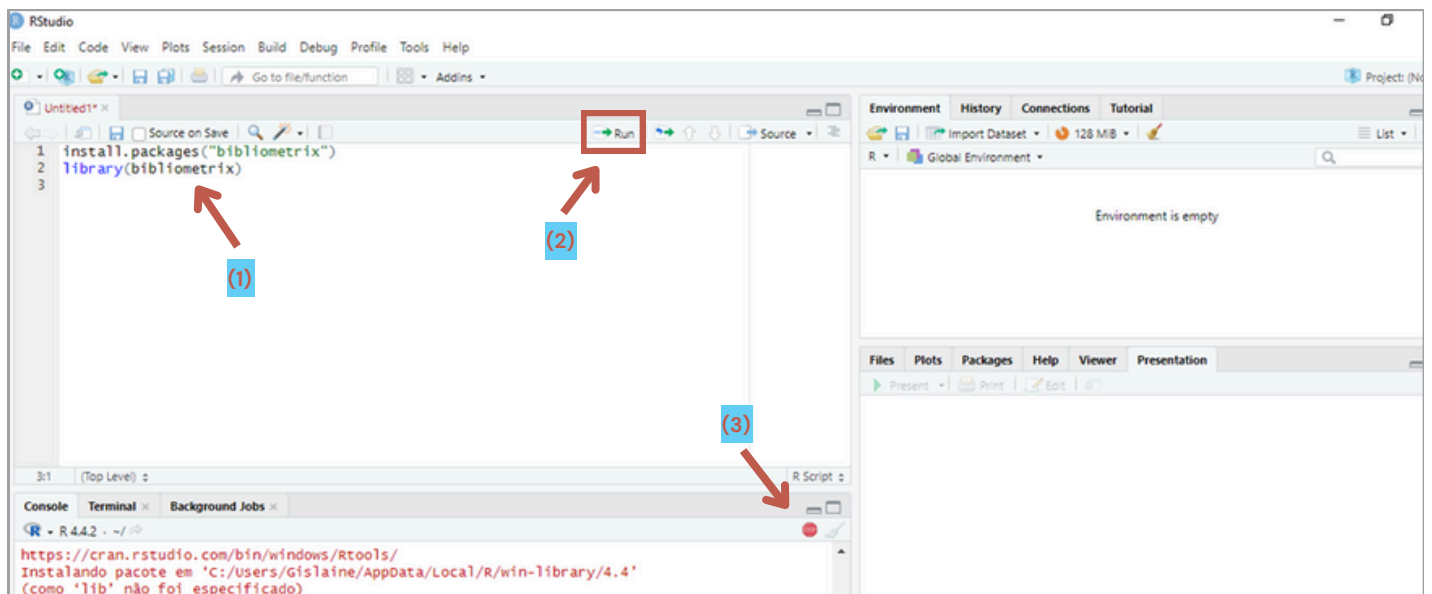 RStudio
File Edit Code View Plots Session Build Debug Profile Tools Help
Go to file/function Addins
Project: (No
Untitled1*
Source on Save Run Source
1 install.packages("bibliometrix")
2 library(bibliometrix)
3
(1)
(2)
(3)
3:1 (Top Level) R Script
Console Terminal Background Jobs
R 4.4.2 · ~/
https://cran.rstudio.com/bin/windows/Rtools/
Instalando pacote em 'C:/Users/Gislaine/AppData/Local/R/win-library/4.4'
(como 'lib' não foi especificado)
Environment History Connections Tutorial
Import Dataset 128 MiB List
R Global Environment
Environment is empty
Files Plots Packages Help Viewer Presentation
Present Print Edit